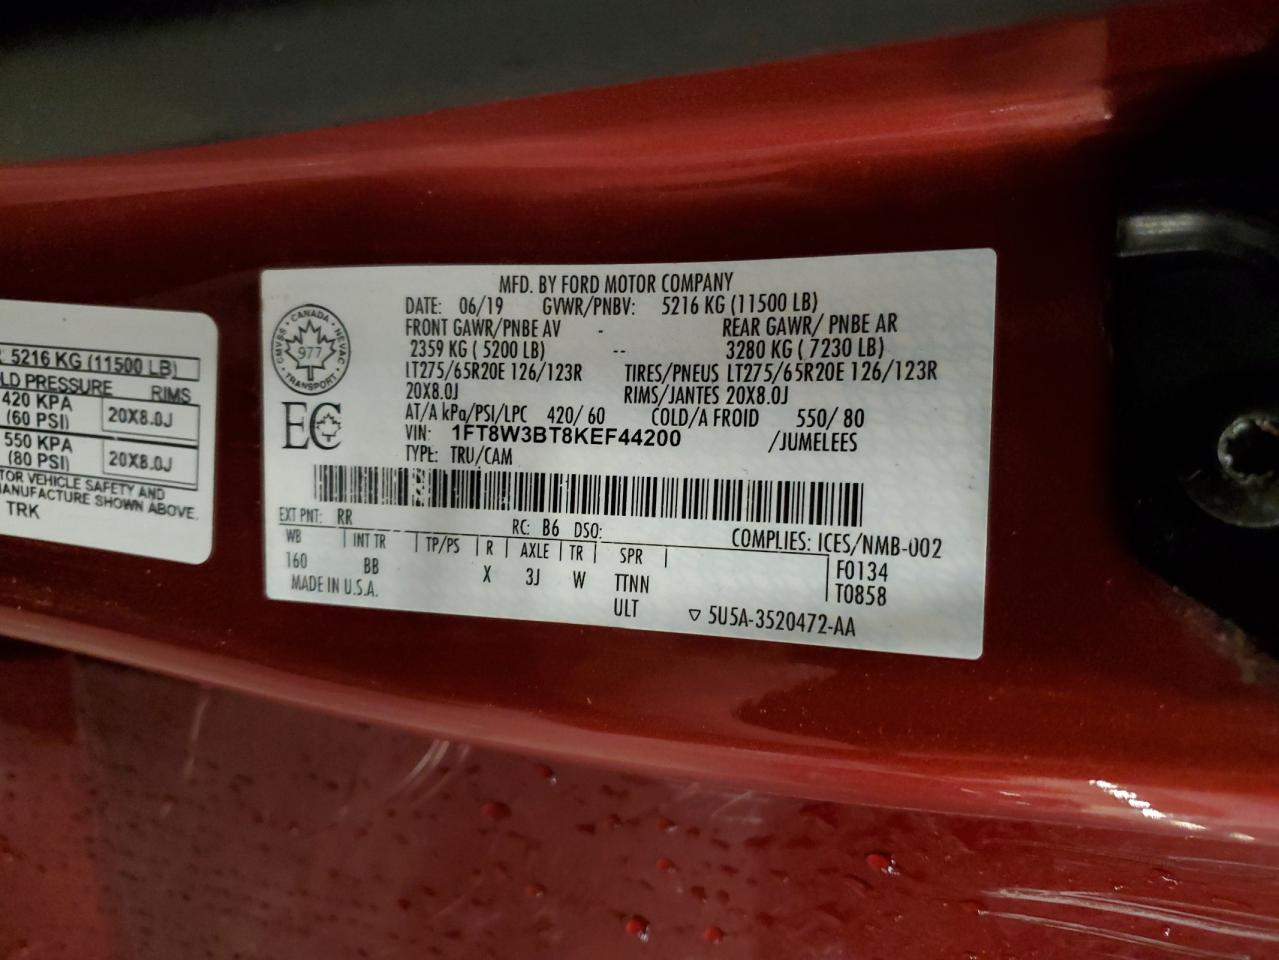 : 5216 KG (11500 LB)
LD PRESSURE RIMS
420 KPA
(60 PSI) 20X8.0J
550 KPA
(80 PSI) 20X8.0J
TOR VEHICLE SAFETY AND
ANUFACTURE SHOWN ABOVE.
TRK
MFD. BY FORD MOTOR COMPANY
DATE: 06/19 GVWR/PNBV: 5216 KG (11500 LB)
FRONT GAWR/PNBE AV - REAR GAWR/ PNBE AR
2359 KG (5200 LB) -- 3280 KG (7230 LB)
LT275/65R20E 126/123R TIRES/PNEUS LT275/65R20E 126/123R
20X8.0J RIMS/JANTES 20X8.0J
AT/A kPa/PSI/LPC 420/60 COLD/A FROID 550/80
VIN: 1FT8W3BT8KEF44200 /JUMELEES
TYPE: TRU/CAM
CANADA
CMVSS NSVAC
977
TRANSPORT
EC
EXT PNT: RR RC: B6 DSO: COMPLIES: ICES/NMB-002
WB INT TR TP/PS R AXLE TR SPR F0134
160 BB X 3J W TTNN T0858
MADE IN U.S.A. ULT ▽ 5U5A-3520472-AA